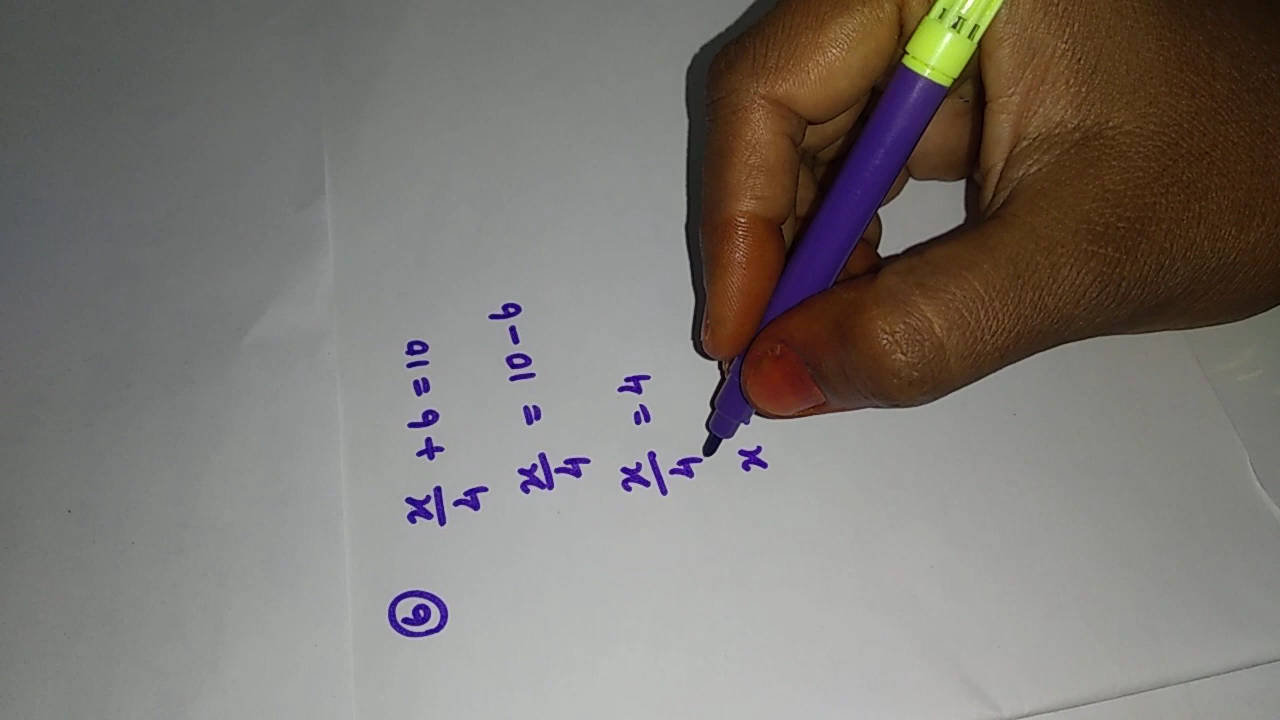 ⑥ x/4 + 6 = 10
x/4 = 10 - 6
x/4 = 4
x